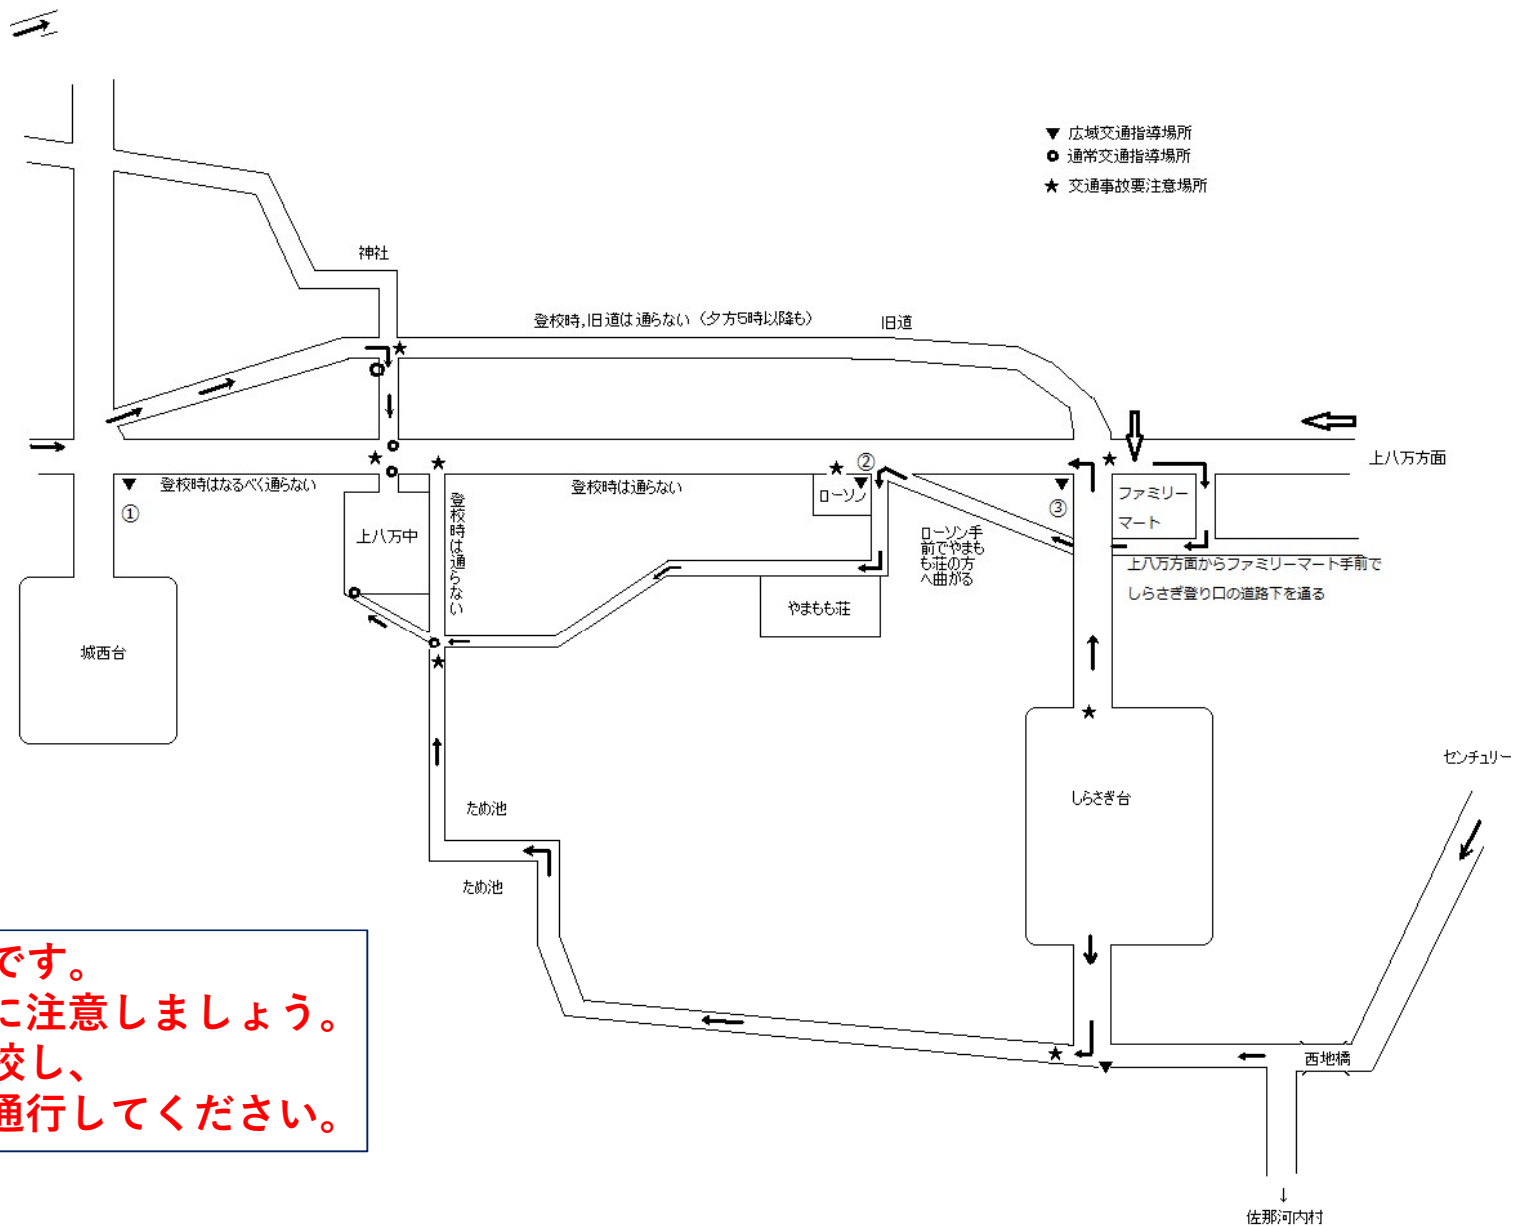 ▼ 広域交通指導場所
○ 通常交通指導場所
★ 交通事故要注意場所
神社
登校時,旧道は通らない（夕方5時以降も）
旧道
上八万方面
登校時はなるべく通らない
①
上八万中
登校時は通らない
登校時は通らない
②
ローソン
ローソン手
前でやまも
も荘の方
へ曲がる
③
ファミリー
マート
上八万方面からファミリーマート手前で
しらさぎ登り口の道路下を通る
やまもも荘
城西台
しらさぎ台
センチュリー
ため池
ため池
西地橋
↓
佐那河内村
です。
に注意しましょう。
校し、
通行してください。